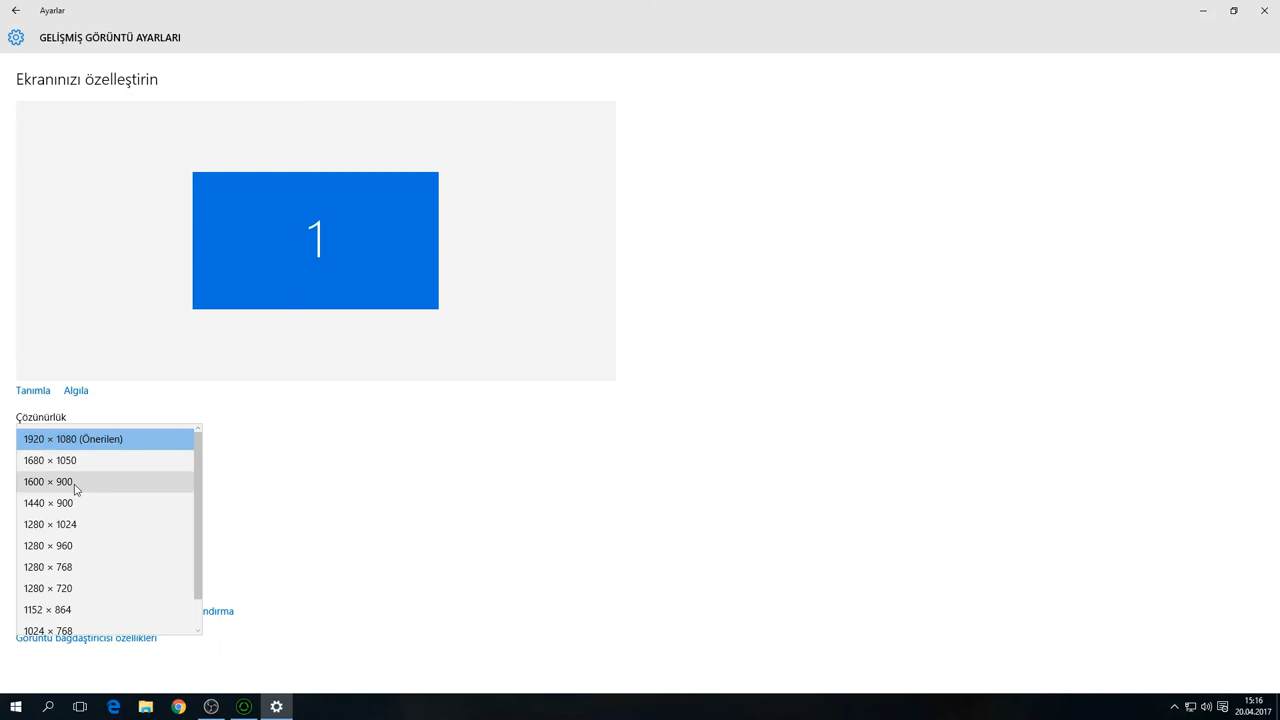 Ayarlar
GELİŞMİŞ GÖRÜNTÜ AYARLARI
Ekranınızı özelleştirin
1
Tanımla Algıla
Çözünürlük
1920 × 1080 (Önerilen)
1680 × 1050
1600 × 900
1440 × 900
1280 × 1024
1280 × 960
1280 × 768
1280 × 720
1152 × 864
ndırma
1024 × 768
Görüntü bağdaştırıcısı özellikleri
15:16
20.04.2017